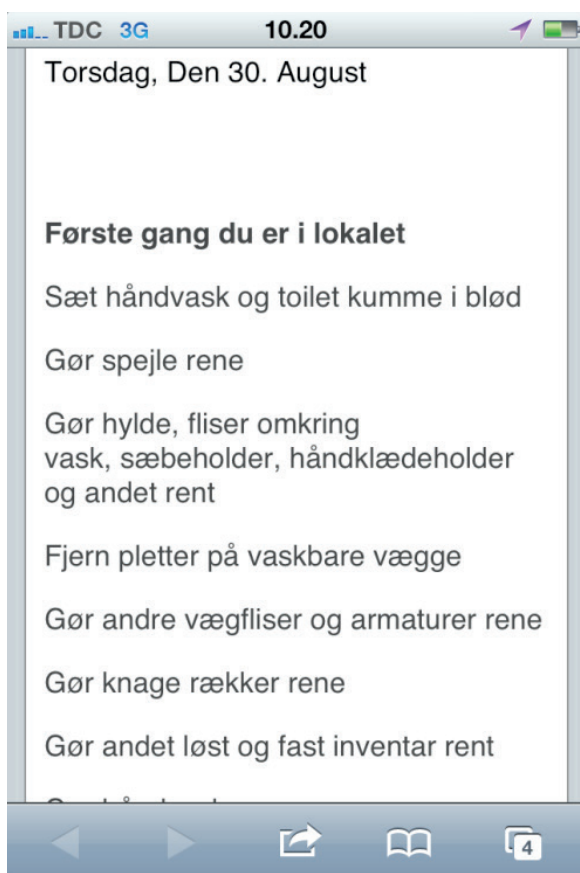 TDC 3G 10.20
Torsdag, Den 30. August
Første gang du er i lokalet
Sæt håndvask og toilet kumme i blød
Gør spejle rene
Gør hylde, fliser omkring
vask, sæbeholder, håndklædeholder
og andet rent
Fjern pletter på vaskbare vægge
Gør andre vægfliser og armaturer rene
Gør knage rækker rene
Gør andet løst og fast inventar rent
4